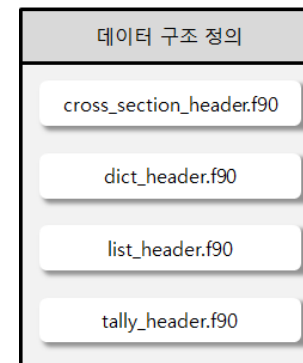 데이터 구조 정의
cross_section_header.f90
dict_header.f90
list_header.f90
tally_header.f90